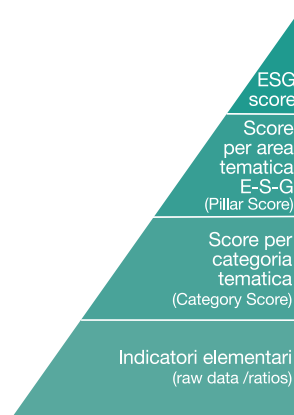 ESG
score
Score
per area
tematica
E-S-G
(Pillar Score)
Score per
categoria
tematica
(Category Score)
Indicatori elementari
(raw data /ratios)